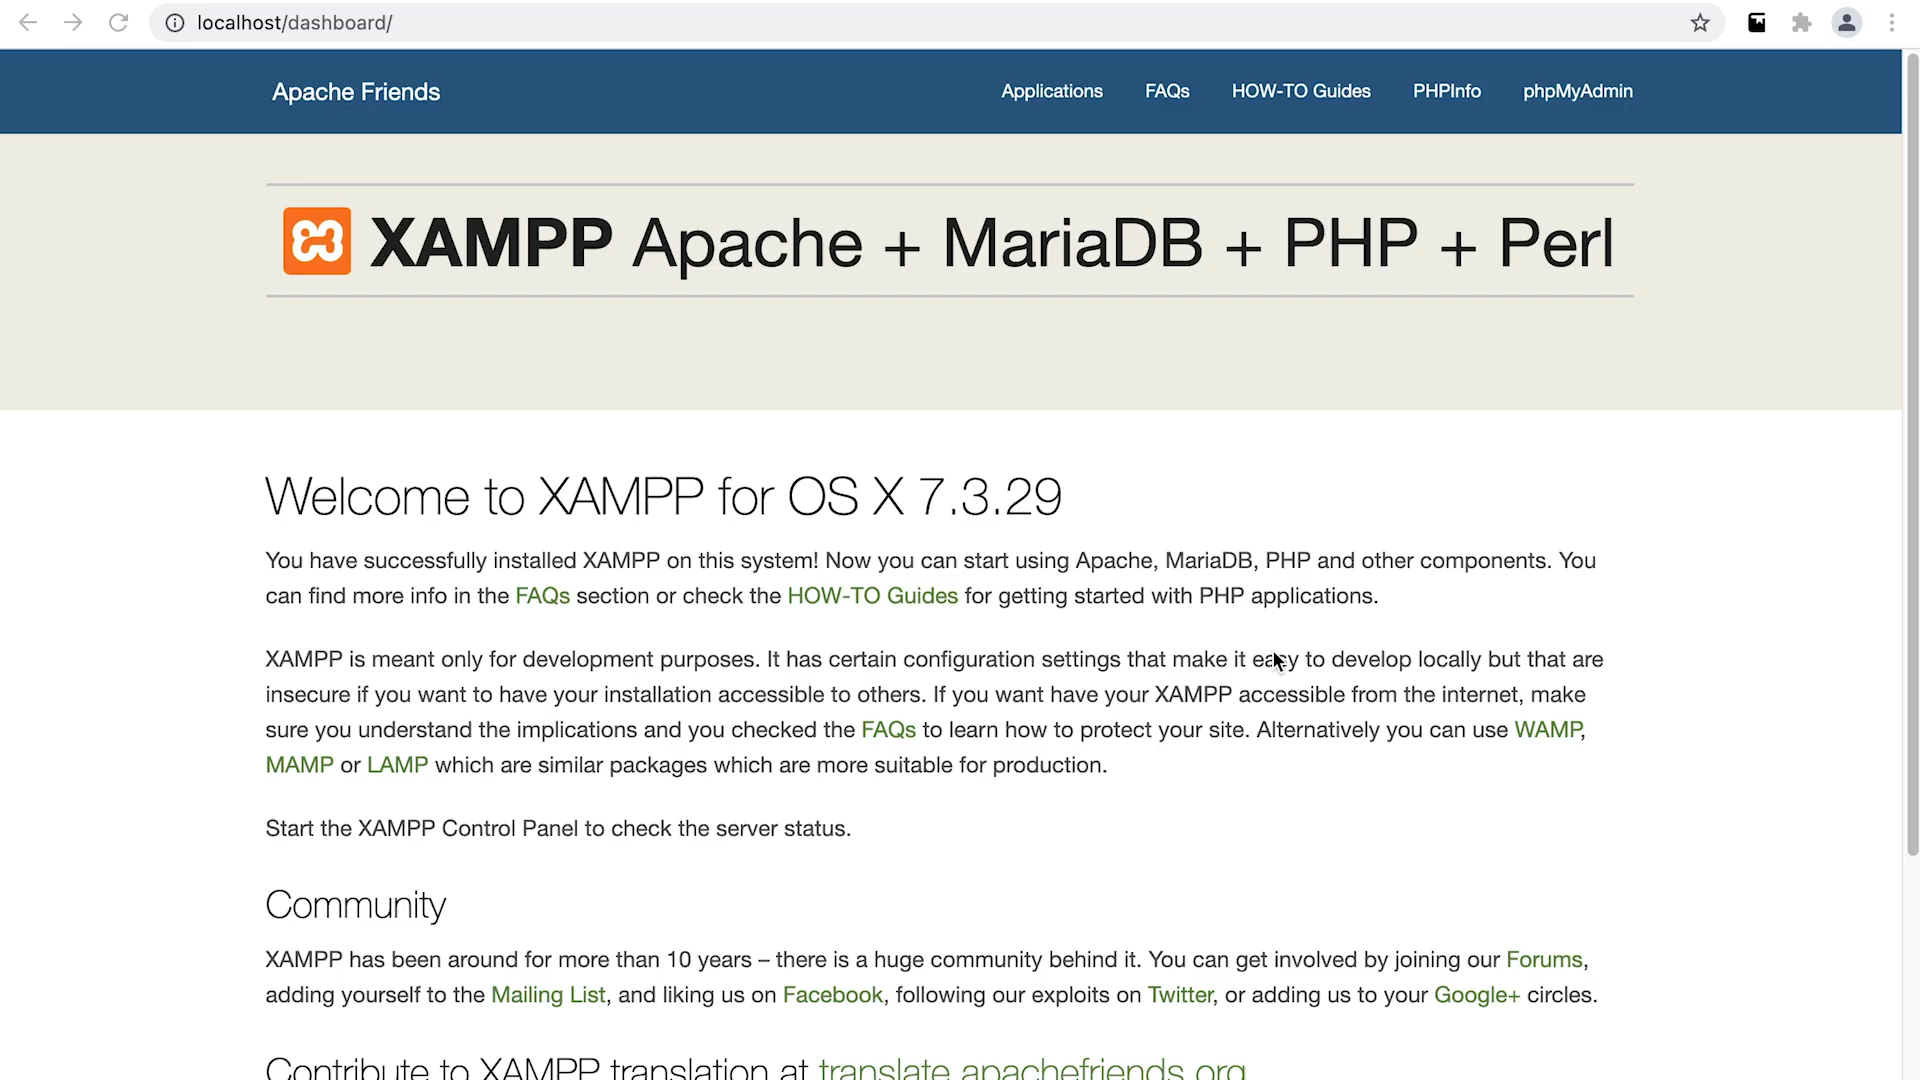 localhost/dashboard/
Apache Friends
Applications
FAQs
HOW-TO Guides
PHPInfo
phpMyAdmin
XAMPP Apache + MariaDB + PHP + Perl
Welcome to XAMPP for OS X 7.3.29
You have successfully installed XAMPP on this system! Now you can start using Apache, MariaDB, PHP and other components. You
can find more info in the FAQs section or check the HOW-TO Guides for getting started with PHP applications.
XAMPP is meant only for development purposes. It has certain configuration settings that make it easy to develop locally but that are
insecure if you want to have your installation accessible to others. If you want have your XAMPP accessible from the internet, make
sure you understand the implications and you checked the FAQs to learn how to protect your site. Alternatively you can use WAMP,
MAMP or LAMP which are similar packages which are more suitable for production.
Start the XAMPP Control Panel to check the server status.
Community
XAMPP has been around for more than 10 years – there is a huge community behind it. You can get involved by joining our Forums,
adding yourself to the Mailing List, and liking us on Facebook, following our exploits on Twitter, or adding us to your Google+ circles.
Contribute to XAMPP translation at translate.apachefriends.org